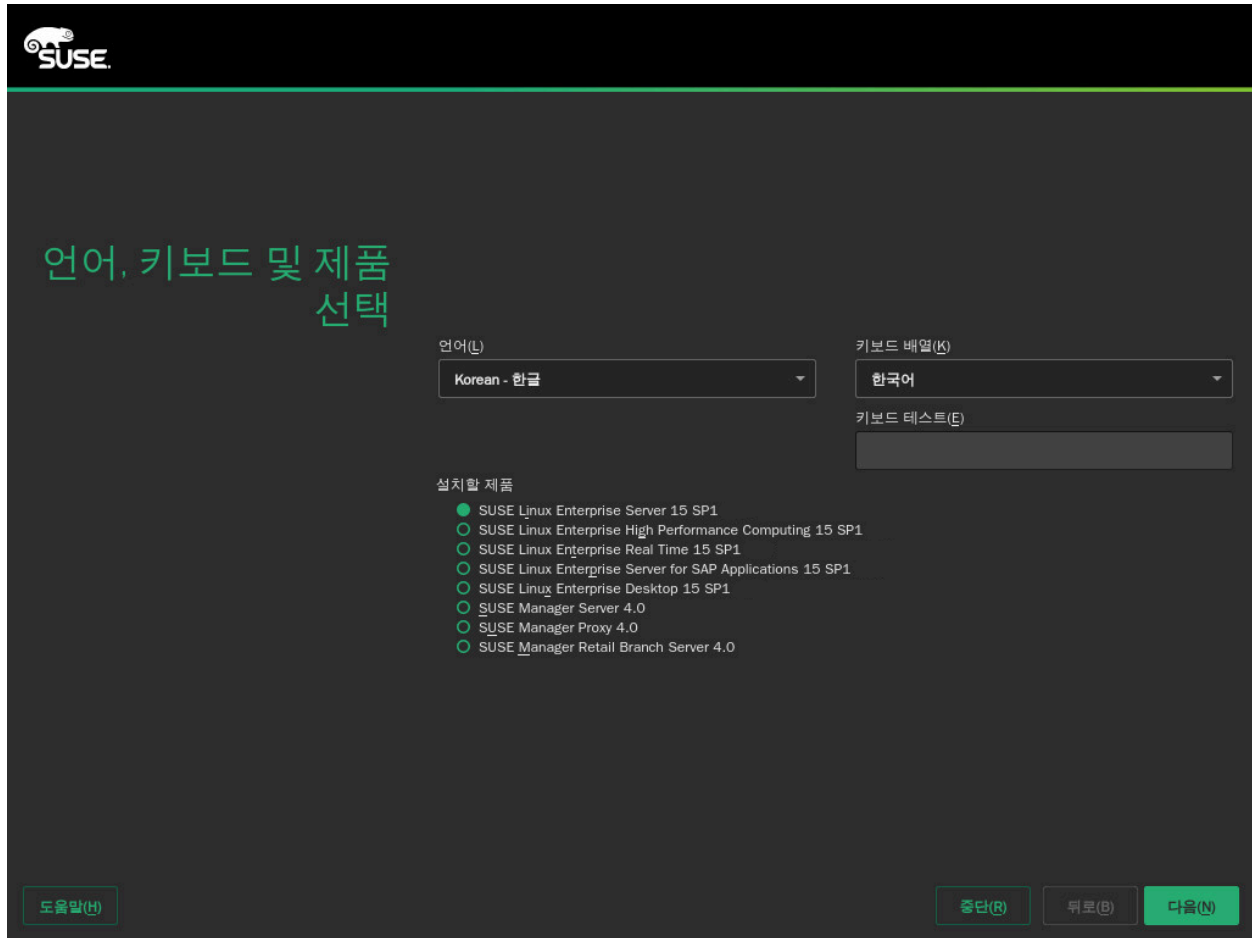 SUSE.
언어, 키보드 및 제품
선택
언어(L)
키보드 배열(K)
Korean - 한글
한국어
키보드 테스트(E)
설치할 제품
SUSE Linux Enterprise Server 15 SP1
SUSE Linux Enterprise High Performance Computing 15 SP1
SUSE Linux Enterprise Real Time 15 SP1
SUSE Linux Enterprise Server for SAP Applications 15 SP1
SUSE Linux Enterprise Desktop 15 SP1
SUSE Manager Server 4.0
SUSE Manager Proxy 4.0
SUSE Manager Retail Branch Server 4.0
도움말(H)
중단(R)
뒤로(B)
다음(N)